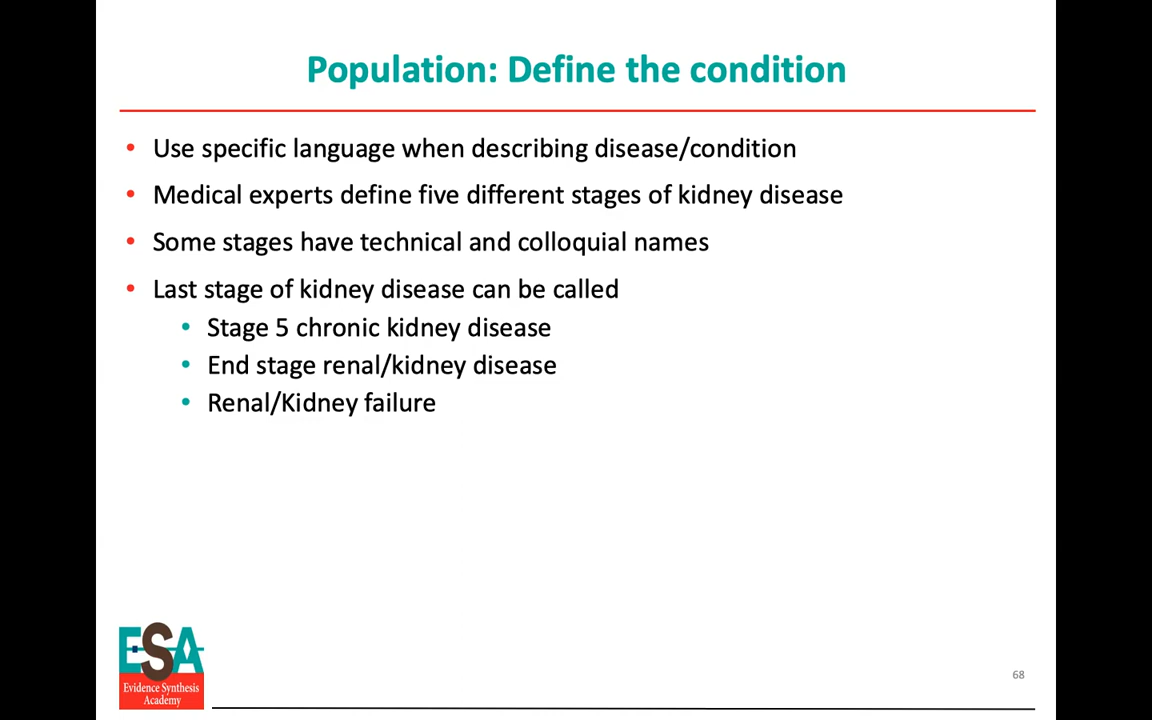 Population: Define the condition
• Use specific language when describing disease/condition
• Medical experts define five different stages of kidney disease
• Some stages have technical and colloquial names
• Last stage of kidney disease can be called
• Stage 5 chronic kidney disease
• End stage renal/kidney disease
• Renal/Kidney failure
ESA
Evidence Synthesis
Academy
68